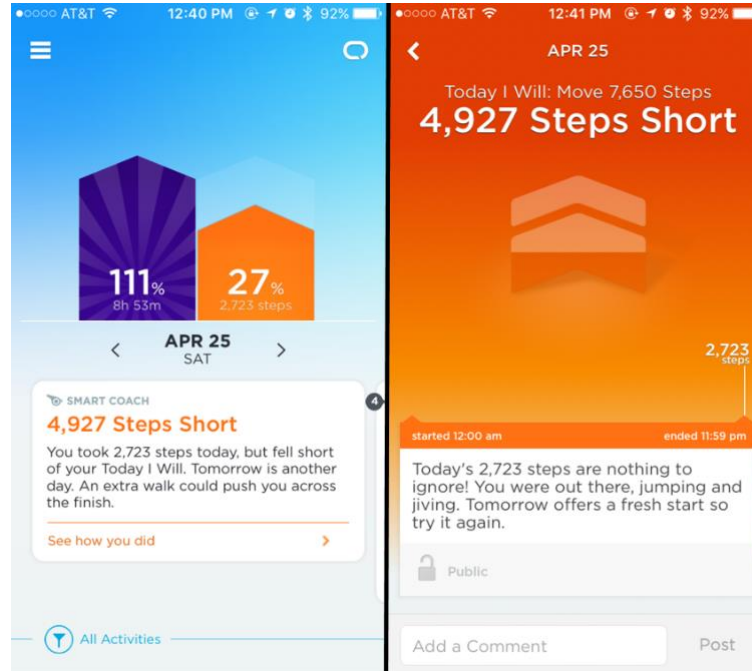 AT&T 12:40 PM 92%
111%
8h 53m
27%
2,723 steps
APR 25
SAT
SMART COACH
4,927 Steps Short
You took 2,723 steps today, but fell short
of your Today I Will. Tomorrow is another
day. An extra walk could push you across
the finish.
See how you did
4
All Activities
AT&T 12:41 PM 92%
APR 25
Today I Will: Move 7,650 Steps
4,927 Steps Short
2,723
steps
started 12:00 am ended 11:59 pm
Today's 2,723 steps are nothing to
ignore! You were out there, jumping and
jiving. Tomorrow offers a fresh start so
try it again.
Public
Add a Comment Post